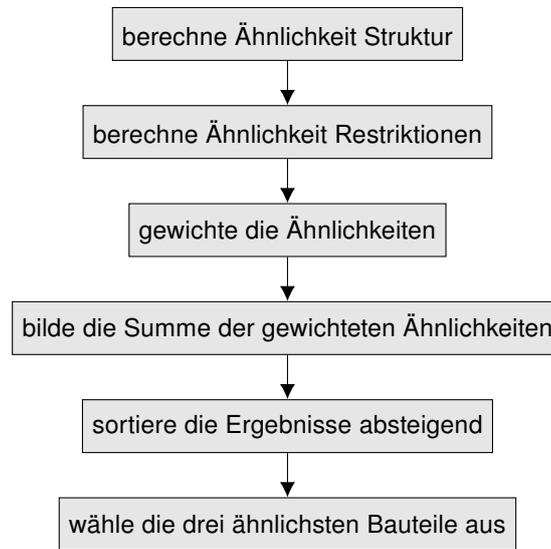 berechne Ähnlichkeit Struktur
berechne Ähnlichkeit Restriktionen
gewichte die Ähnlichkeiten
bilde die Summe der gewichteten Ähnlichkeiten
sortiere die Ergebnisse absteigend
wähle die drei ähnlichsten Bauteile aus